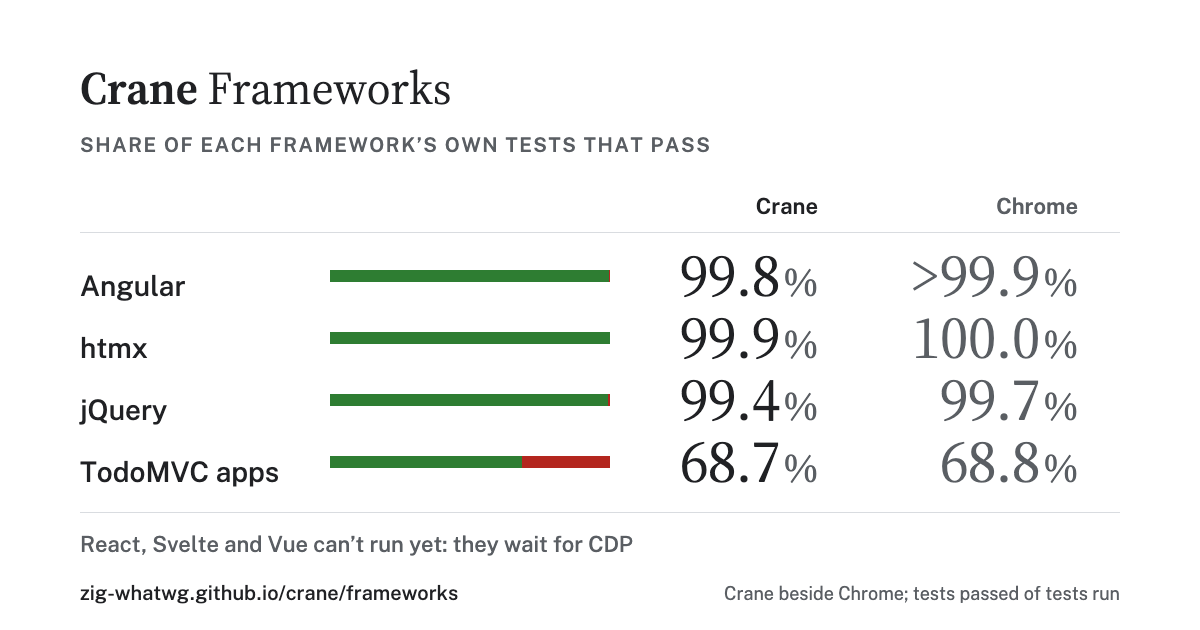 Crane Frameworks
SHARE OF EACH FRAMEWORK’S OWN TESTS THAT PASS
Crane Chrome
Angular 99.8% >99.9%
htmx 99.9% 100.0%
jQuery 99.4% 99.7%
TodoMVC apps 68.7% 68.8%
React, Svelte and Vue can’t run yet: they wait for CDP
zig-whatwg.github.io/crane/frameworks Crane beside Chrome; tests passed of tests run